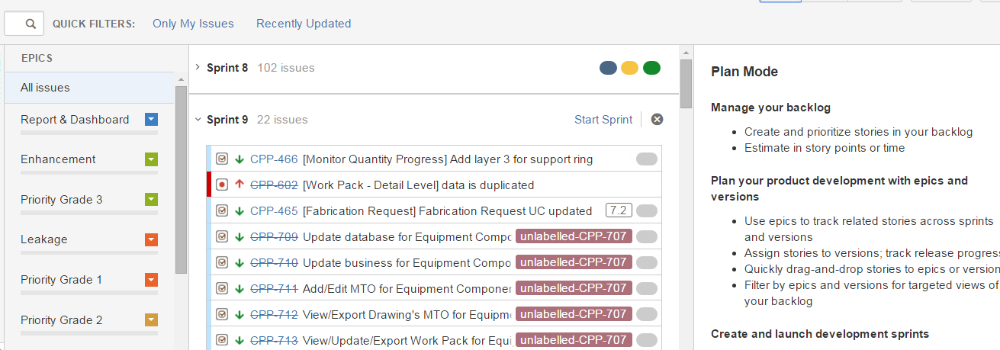 QUICK FILTERS: Only My Issues Recently Updated
EPICS
All issues
Report & Dashboard
Enhancement
Priority Grade 3
Leakage
Priority Grade 1
Priority Grade 2
Sprint 8 102 issues
Sprint 9 22 issues Start Sprint
CPP-466 [Monitor Quantity Progress] Add layer 3 for support ring
CPP-602 [Work Pack - Detail Level] data is duplicated
CPP-465 [Fabrication Request] Fabrication Request UC updated 7.2
CPP-709 Update database for Equipment Compo unlabelled-CPP-707
CPP-710 Update business for Equipment Compo unlabelled-CPP-707
CPP-711 Add/Edit MTO for Equipment Componer unlabelled-CPP-707
CPP-712 View/Export Drawing's MTO for Equipm unlabelled-CPP-707
CPP-713 View/Update/Export Work Pack for Equi unlabelled-CPP-707
Plan Mode
Manage your backlog
• Create and prioritize stories in your backlog
• Estimate in story points or time
Plan your product development with epics and
versions
• Use epics to track related stories across sprints
and versions
• Assign stories to versions; track release progress
• Quickly drag-and-drop stories to epics or version
• Filter by epics and versions for targeted views of
your backlog
Create and launch development sprints